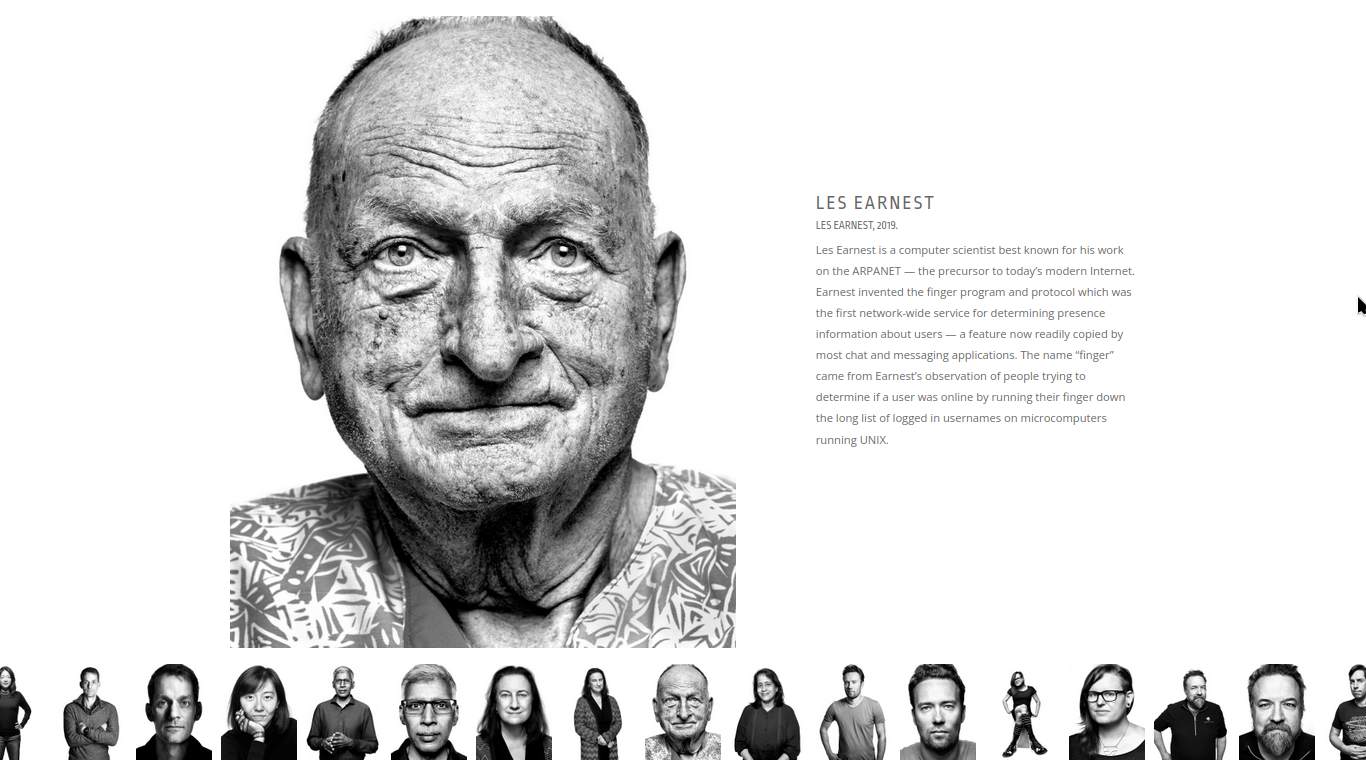 LES EARNEST
LES EARNEST, 2019.
Les Earnest is a computer scientist best known for his work
on the ARPANET — the precursor to today’s modern Internet.
Earnest invented the finger program and protocol which was
the first network-wide service for determining presence
information about users — a feature now readily copied by
most chat and messaging applications. The name “finger”
came from Earnest’s observation of people trying to
determine if a user was online by running their finger down
the long list of logged in usernames on microcomputers
running UNIX.